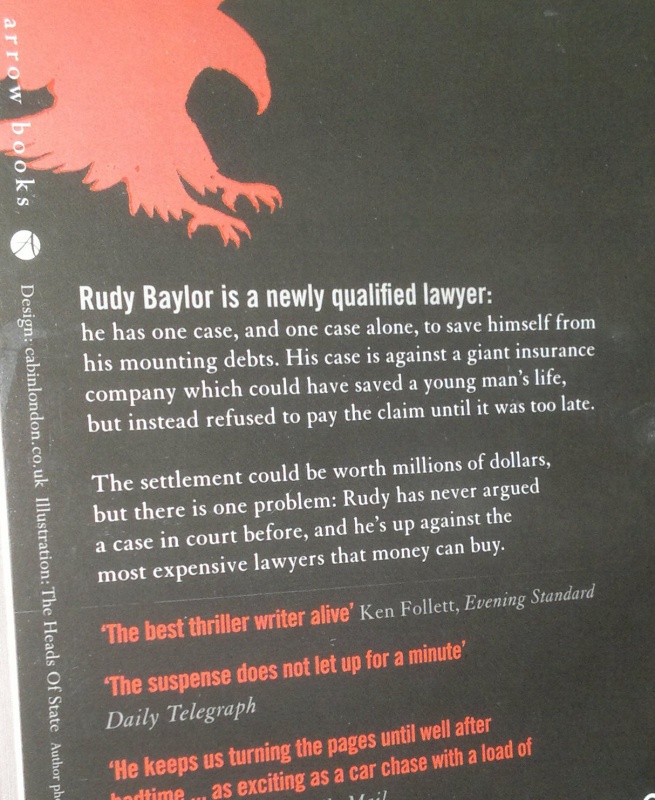 arrow books
Design: cabinlondon.co.uk Illustration: The Heads Of State Author
Rudy Baylor is a newly qualified lawyer:
he has one case, and one case alone, to save himself from
his mounting debts. His case is against a giant insurance
company which could have saved a young man's life,
but instead refused to pay the claim until it was too late.
The settlement could be worth millions of dollars,
but there is one problem: Rudy has never argued
a case in court before, and he's up against the
most expensive lawyers that money can buy.
'The best thriller writer alive' Ken Follett, Evening Standard
'The suspense does not let up for a minute'
Daily Telegraph
'He keeps us turning the pages until well after
bedtime ... as exciting as a car chase with a load of
Mail